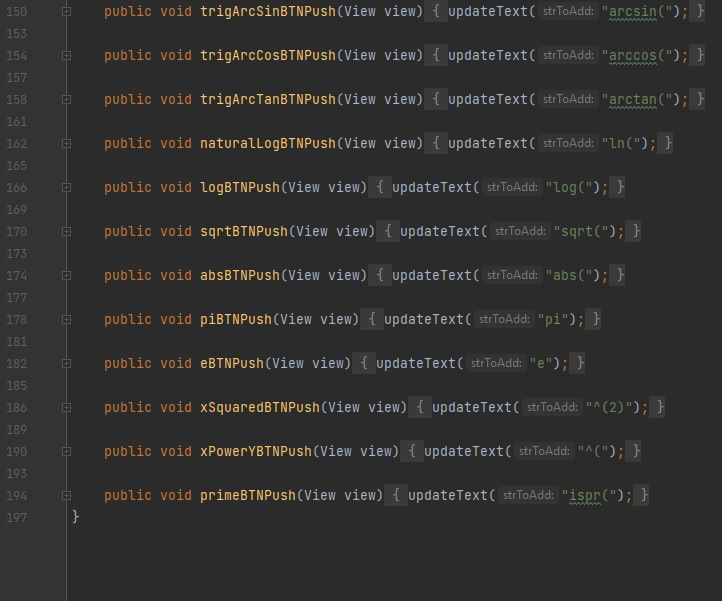 150 public void trigArcSinBTNPush(View view) { updateText( strToAdd: "arcsin("); }
153
154 public void trigArcCosBTNPush(View view) { updateText( strToAdd: "arccos("); }
157
158 public void trigArcTanBTNPush(View view) { updateText( strToAdd: "arctan("); }
161
162 public void naturalLogBTNPush(View view) { updateText( strToAdd: "ln("); }
165
166 public void logBTNPush(View view) { updateText( strToAdd: "log("); }
169
170 public void sqrtBTNPush(View view) { updateText( strToAdd: "sqrt("); }
173
174 public void absBTNPush(View view) { updateText( strToAdd: "abs("); }
177
178 public void piBTNPush(View view) { updateText( strToAdd: "pi"); }
181
182 public void eBTNPush(View view) { updateText( strToAdd: "e"); }
185
186 public void xSquaredBTNPush(View view) { updateText( strToAdd: "^(2)"); }
189
190 public void xPowerYBTNPush(View view) { updateText( strToAdd: "^("); }
193
194 public void primeBTNPush(View view) { updateText( strToAdd: "ispr("); }
197 }